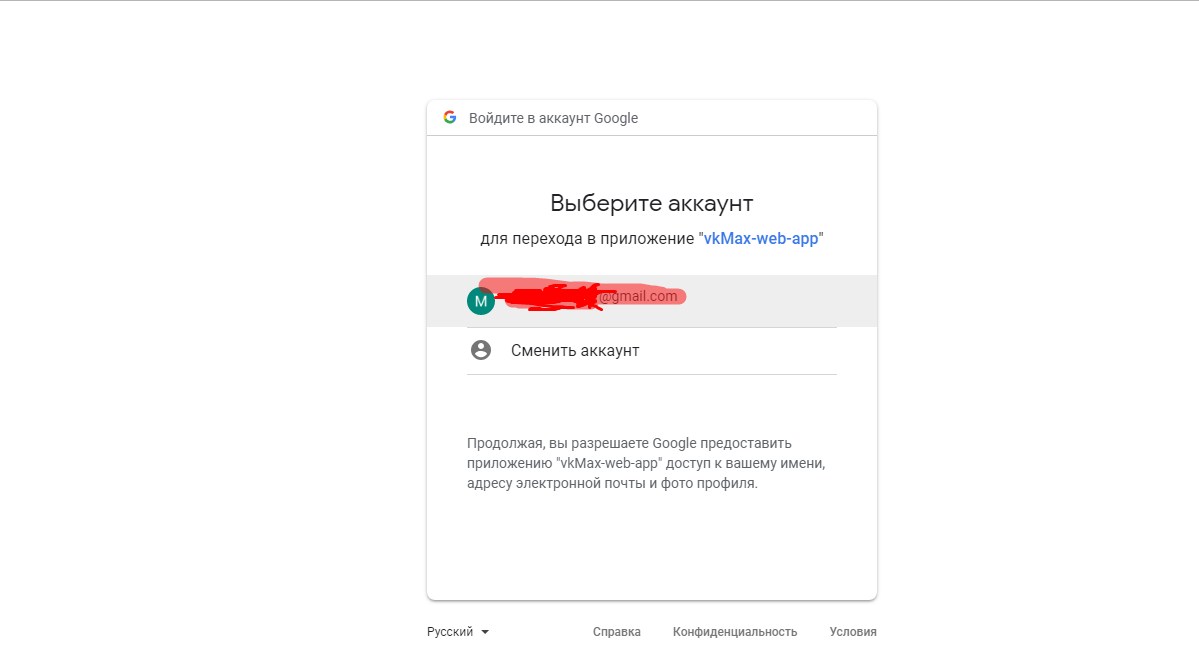 Войдите в аккаунт Google
Выберите аккаунт
для перехода в приложение "vkMax-web-app"
M
@gmail.com
Сменить аккаунт
Продолжая, вы разрешаете Google предоставить
приложению "vkMax-web-app" доступ к вашему имени,
адресу электронной почты и фото профиля.
Русский Справка Конфиденциальность Условия